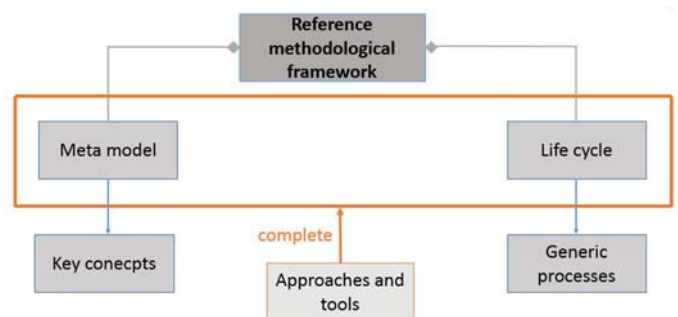 Reference
methodological
framework
Meta model
Life cycle
complete
Key conecpts
Approaches and
tools
Generic
processes